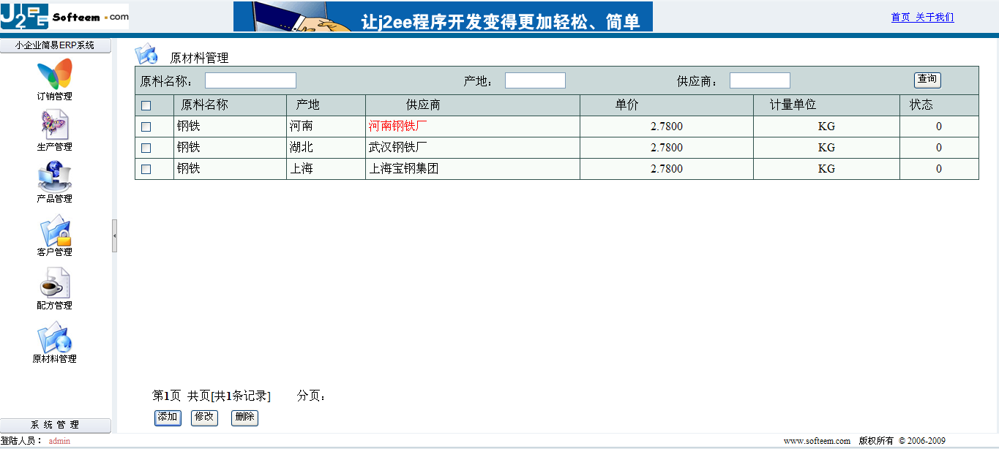 J2EE Softeem .com
让j2ee程序开发变得更加轻松、简单
首页 关于我们
小企业简易ERP系统
订销管理
生产管理
产品管理
客户管理
配方管理
原材料管理
系 统 管 理
原材料管理
原料名称： 产地： 供应商： 查询
原料名称 产地 供应商 单价 计量单位 状态
钢铁 河南 河南钢铁厂 2.7800 KG 0
钢铁 湖北 武汉钢铁厂 2.7800 KG 0
钢铁 上海 上海宝钢集团 2.7800 KG 0
第1页 共页[共1条记录] 分页：
添加 修改 删除
登陆人员： admin
www.softeem.com 版权所有 © 2006-2009